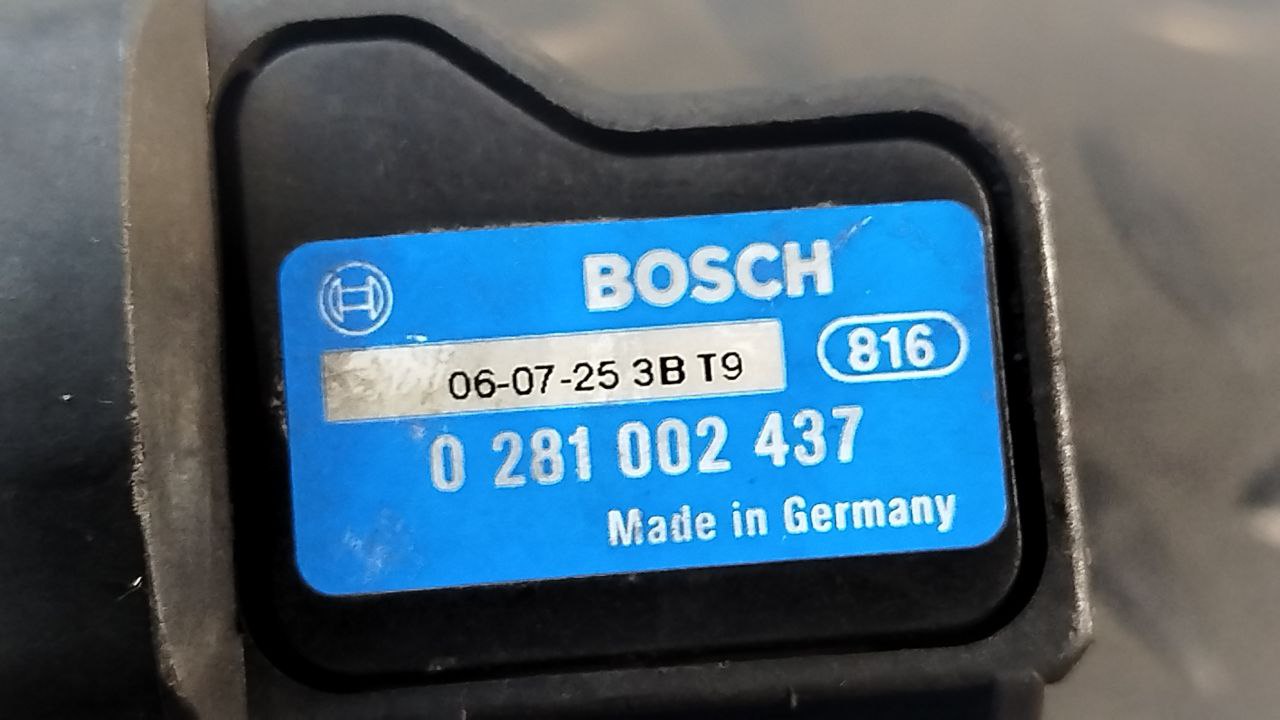 BOSCH
816
06-07-25 3B T9
0 281 002 437
Made in Germany